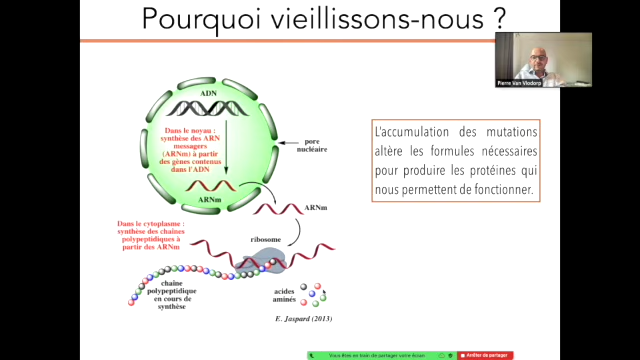 Pourquoi vieillissons-nous ?
Pierre Van Vlodorp
ADN
Dans le noyau :
synthèse des ARN
messagers
(ARNm) à partir
des gènes contenus
dans l'ADN
pore
nucléaire
ARNm
ARNm
L'accumulation des mutations
altère les formules nécessaires
pour produire les protéines qui
nous permettent de fonctionner.
Dans le cytoplasme :
synthèse des chaînes
polypeptidiques à
partir des ARNm
ribosome
chaîne
polypeptidique
en cours de
synthèse
acides
aminés
E. Jaspard (2013)
Vous êtes en train de partager votre écran
Arrêter de partager